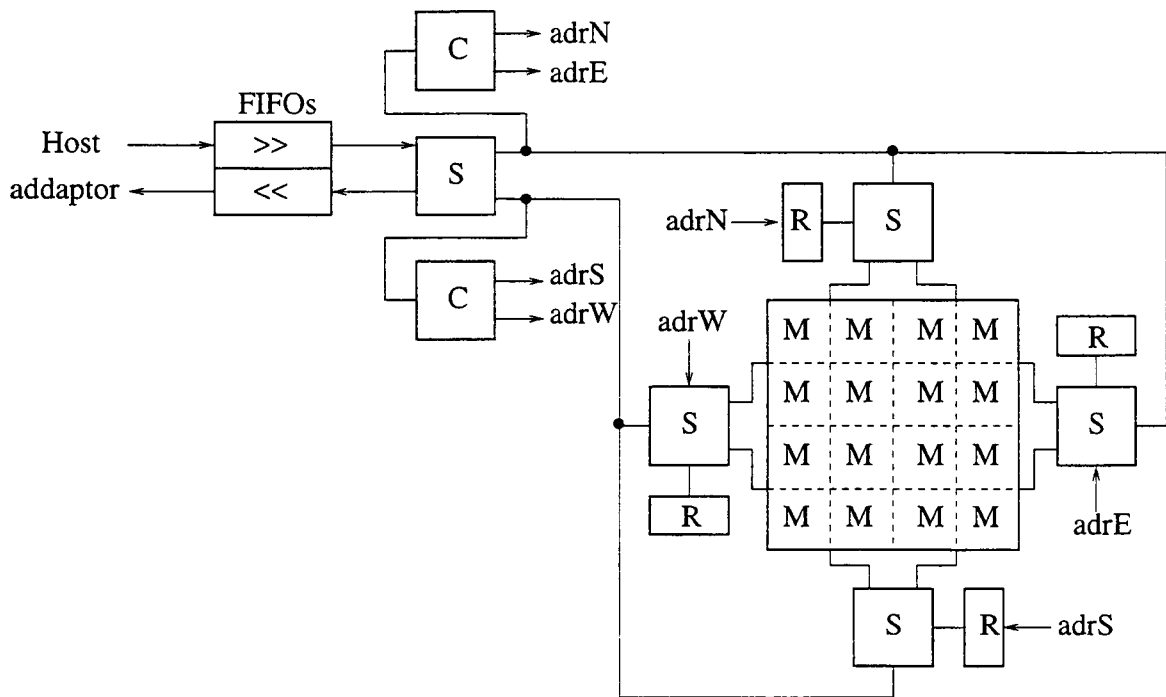 C
adrN
adrE
FIFOs
Host
>>
S
addaptor
<<
C
adrS
adrW
adrN
R
S
adrW
M M M M
R
S
M M M M
S
M M M M
R
M M M M
adrE
S
R
adrS